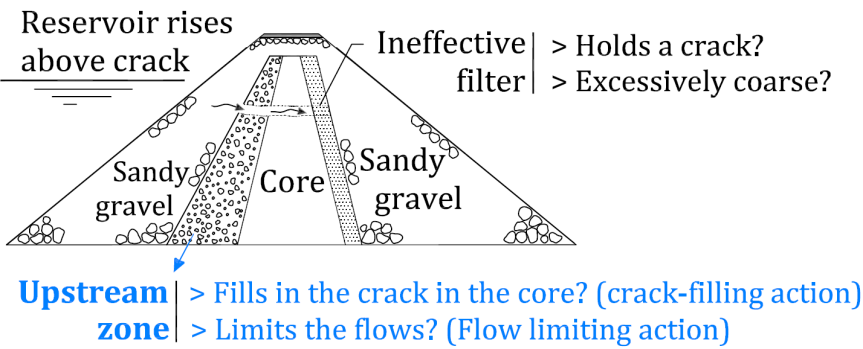 Reservoir rises
above crack
Ineffective
filter
> Holds a crack?
> Excessively coarse?
Sandy
gravel
Core
Sandy
gravel
Upstream
zone
> Fills in the crack in the core? (crack-filling action)
> Limits the flows? (Flow limiting action)